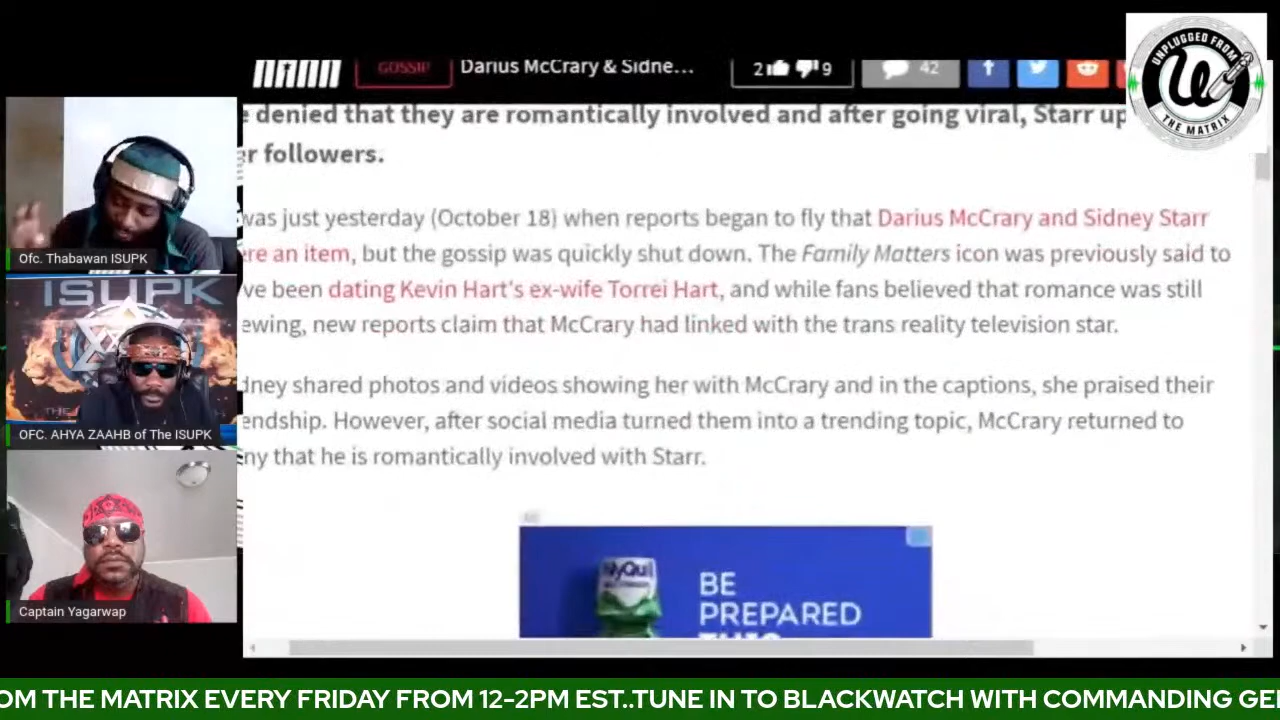 GOSSIP Darius McCrary & Sidne... 2 9 42
UNPLUGGED FROM
THE MATRIX
e denied that they are romantically involved and after going viral, Starr up
r followers.
was just yesterday (October 18) when reports began to fly that Darius McCrary and Sidney Starr
ere an item, but the gossip was quickly shut down. The Family Matters icon was previously said to
ve been dating Kevin Hart's ex-wife Torrei Hart, and while fans believed that romance was still
ewing, new reports claim that McCrary had linked with the trans reality television star.
dney shared photos and videos showing her with McCrary and in the captions, she praised their
endship. However, after social media turned them into a trending topic, McCrary returned to
ny that he is romantically involved with Starr.
NyQuil
BE
PREPARED
Ofc. Thabawan ISUPK
ISUPK
OFC. AHYA ZAAHB of The ISUPK
Captain Yagarwap
OM THE MATRIX EVERY FRIDAY FROM 12-2PM EST..TUNE IN TO BLACKWATCH WITH COMMANDING GE